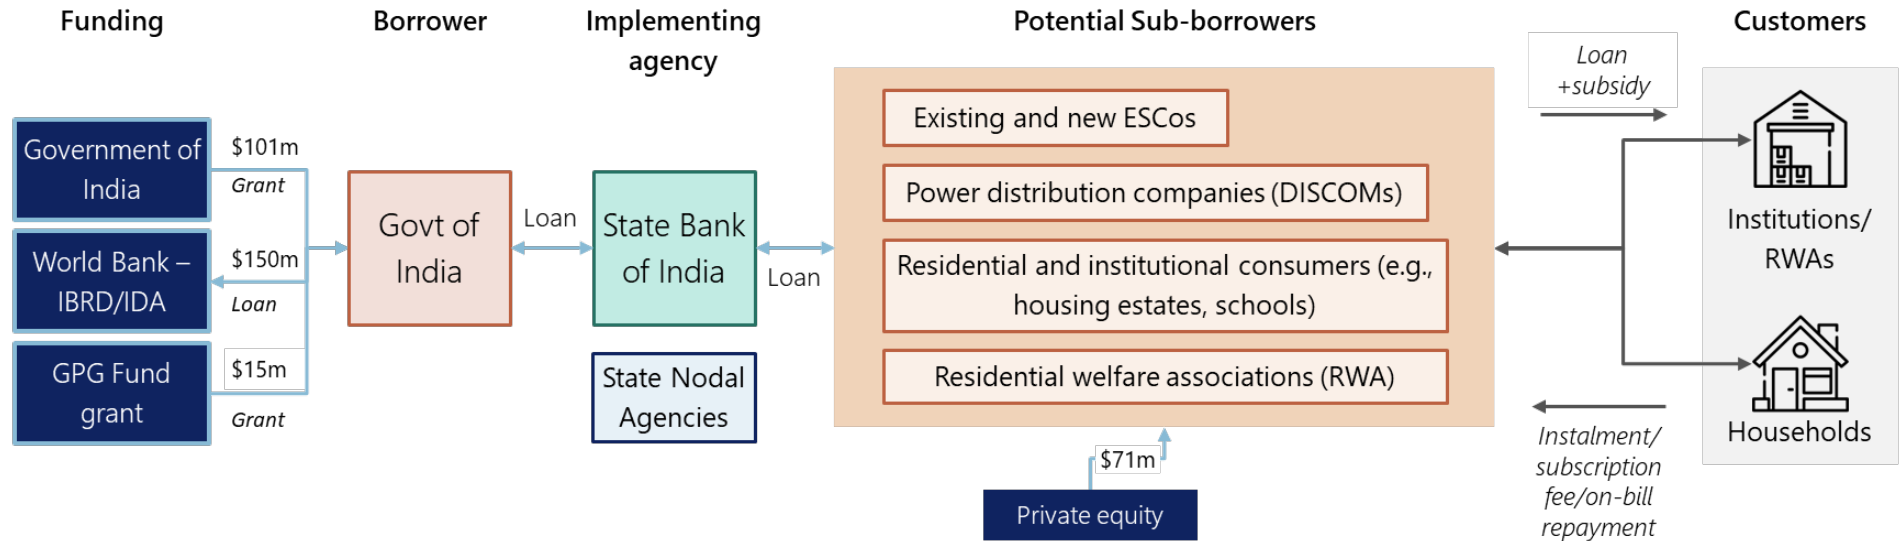 Funding
Borrower
Implementing
agency
Potential Sub-borrowers
Customers
Government of
India
$101m
Grant
World Bank –
IBRD/IDA
$150m
Loan
GPG Fund
grant
$15m
Grant
Govt of
India
Loan
State Bank
of India
State Nodal
Agencies
Loan
Existing and new ESCos
Power distribution companies (DISCOMs)
Residential and institutional consumers (e.g.,
housing estates, schools)
Residential welfare associations (RWA)
$71m
Private equity
Loan
+subsidy
Instalment/
subscription
fee/on-bill
repayment
Institutions/
RWAs
Households